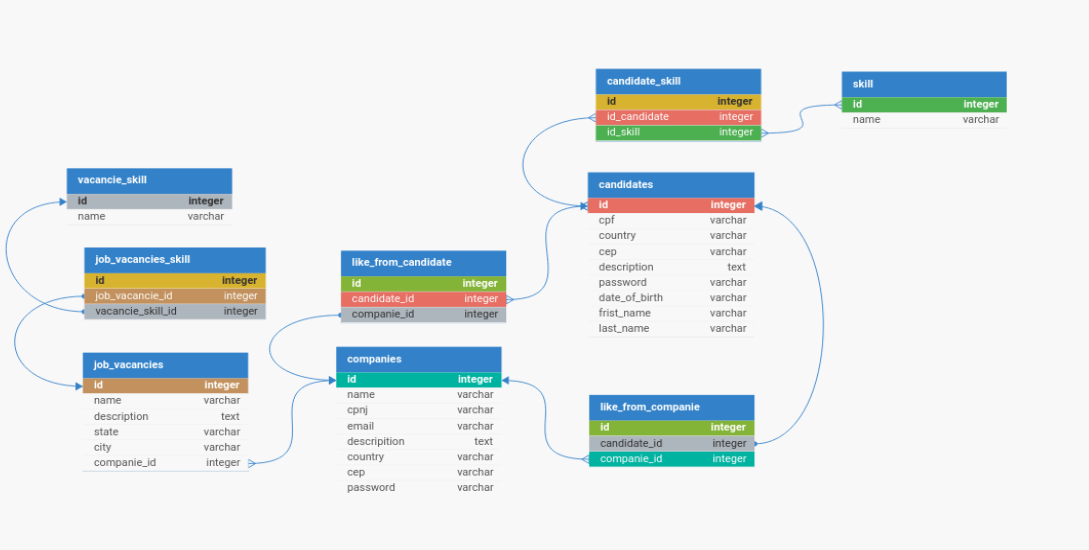 candidate_skill
id integer
id_candidate integer
id_skill integer
skill
id integer
name varchar
vacancie_skill
id integer
name varchar
candidates
id integer
cpf varchar
country varchar
cep varchar
description text
password varchar
date_of_birth varchar
frist_name varchar
last_name varchar
job_vacancies_skill
id integer
job_vacancie_id integer
vacancie_skill_id integer
like_from_candidate
id integer
candidate_id integer
companie_id integer
job_vacancies
id integer
name varchar
description text
state varchar
city varchar
companie_id integer
companies
id integer
name varchar
cpnj varchar
email varchar
descripition text
country varchar
cep varchar
password varchar
like_from_companie
id integer
candidate_id integer
companie_id integer